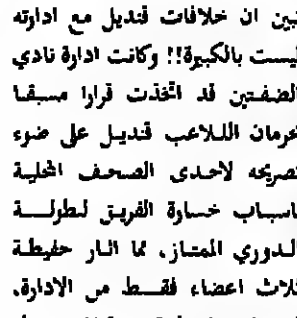 تبين ان خلافات قنديل مع ادارته
ليست بالكبيرة!! وكانت ادارة نادي
الضفتين قد اتخذت قرارا مسبقا
بحرمان اللاعب قنديل على ضوء
تصريحه لاحدى الصحف المحلية
باسباب خسارة الفريق لبطولة
الدوري الممتاز، مما اثار حفيظة
ثلاث اعضاء فقط من الادارة.